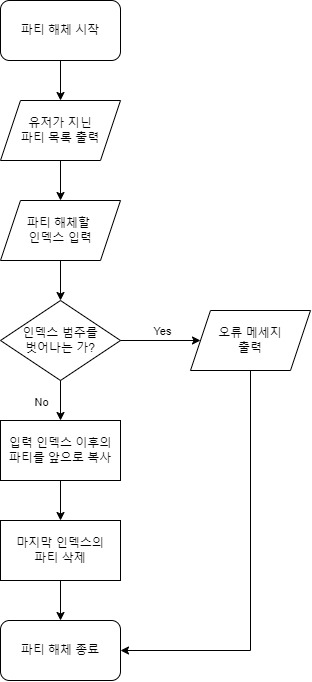 파티 해체 시작
유저가 지닌
파티 목록 출력
파티 해체할
인덱스 입력
인덱스 범주를
벗어나는 가?
Yes
오류 메세지
출력
No
입력 인덱스 이후의
파티를 앞으로 복사
마지막 인덱스의
파티 삭제
파티 해체 종료